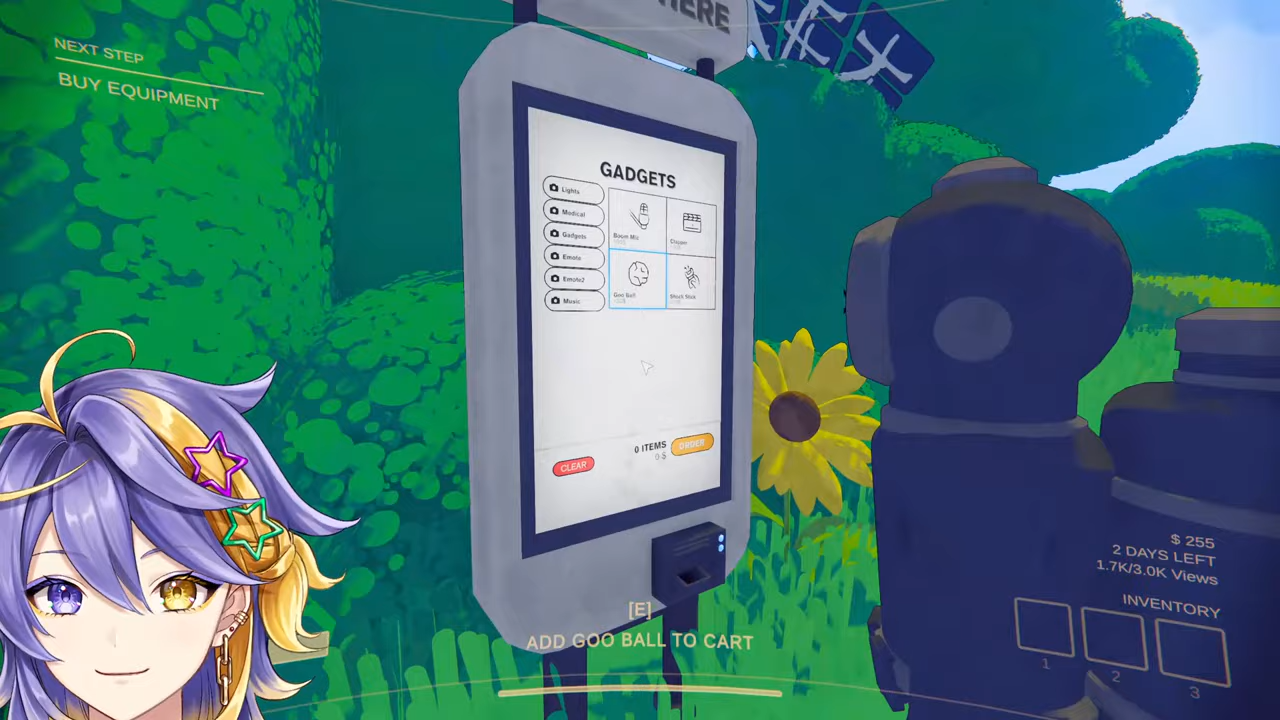 HERE
NEXT STEP
BUY EQUIPMENT
GADGETS
Lights
Medical
Gadgets
Emote
Emote2
Music
Boom Mic
Clapper
Goo Ball
Shock Stick
0 ITEMS
0 $
ORDER
CLEAR
[E]
ADD GOO BALL TO CART
$ 255
2 DAYS LEFT
1.7K/3.0K Views
INVENTORY
1
2
3